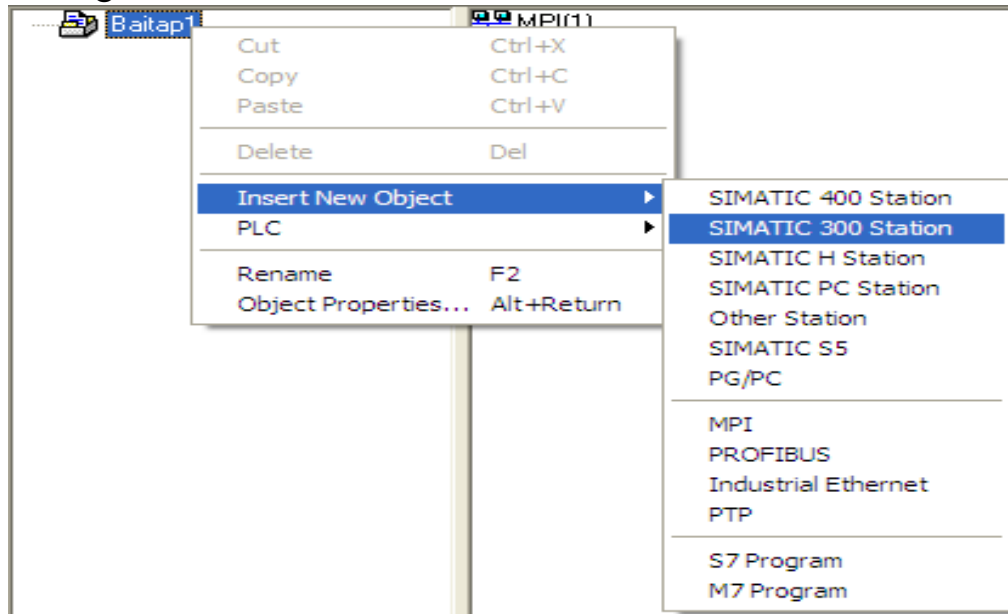 Baitap1
MPI(1)
Cut Ctrl+X
Copy Ctrl+C
Paste Ctrl+V
Delete Del
Insert New Object
PLC
Rename F2
Object Properties... Alt+Return
SIMATIC 400 Station
SIMATIC 300 Station
SIMATIC H Station
SIMATIC PC Station
Other Station
SIMATIC S5
PG/PC
MPI
PROFIBUS
Industrial Ethernet
PTP
S7 Program
M7 Program